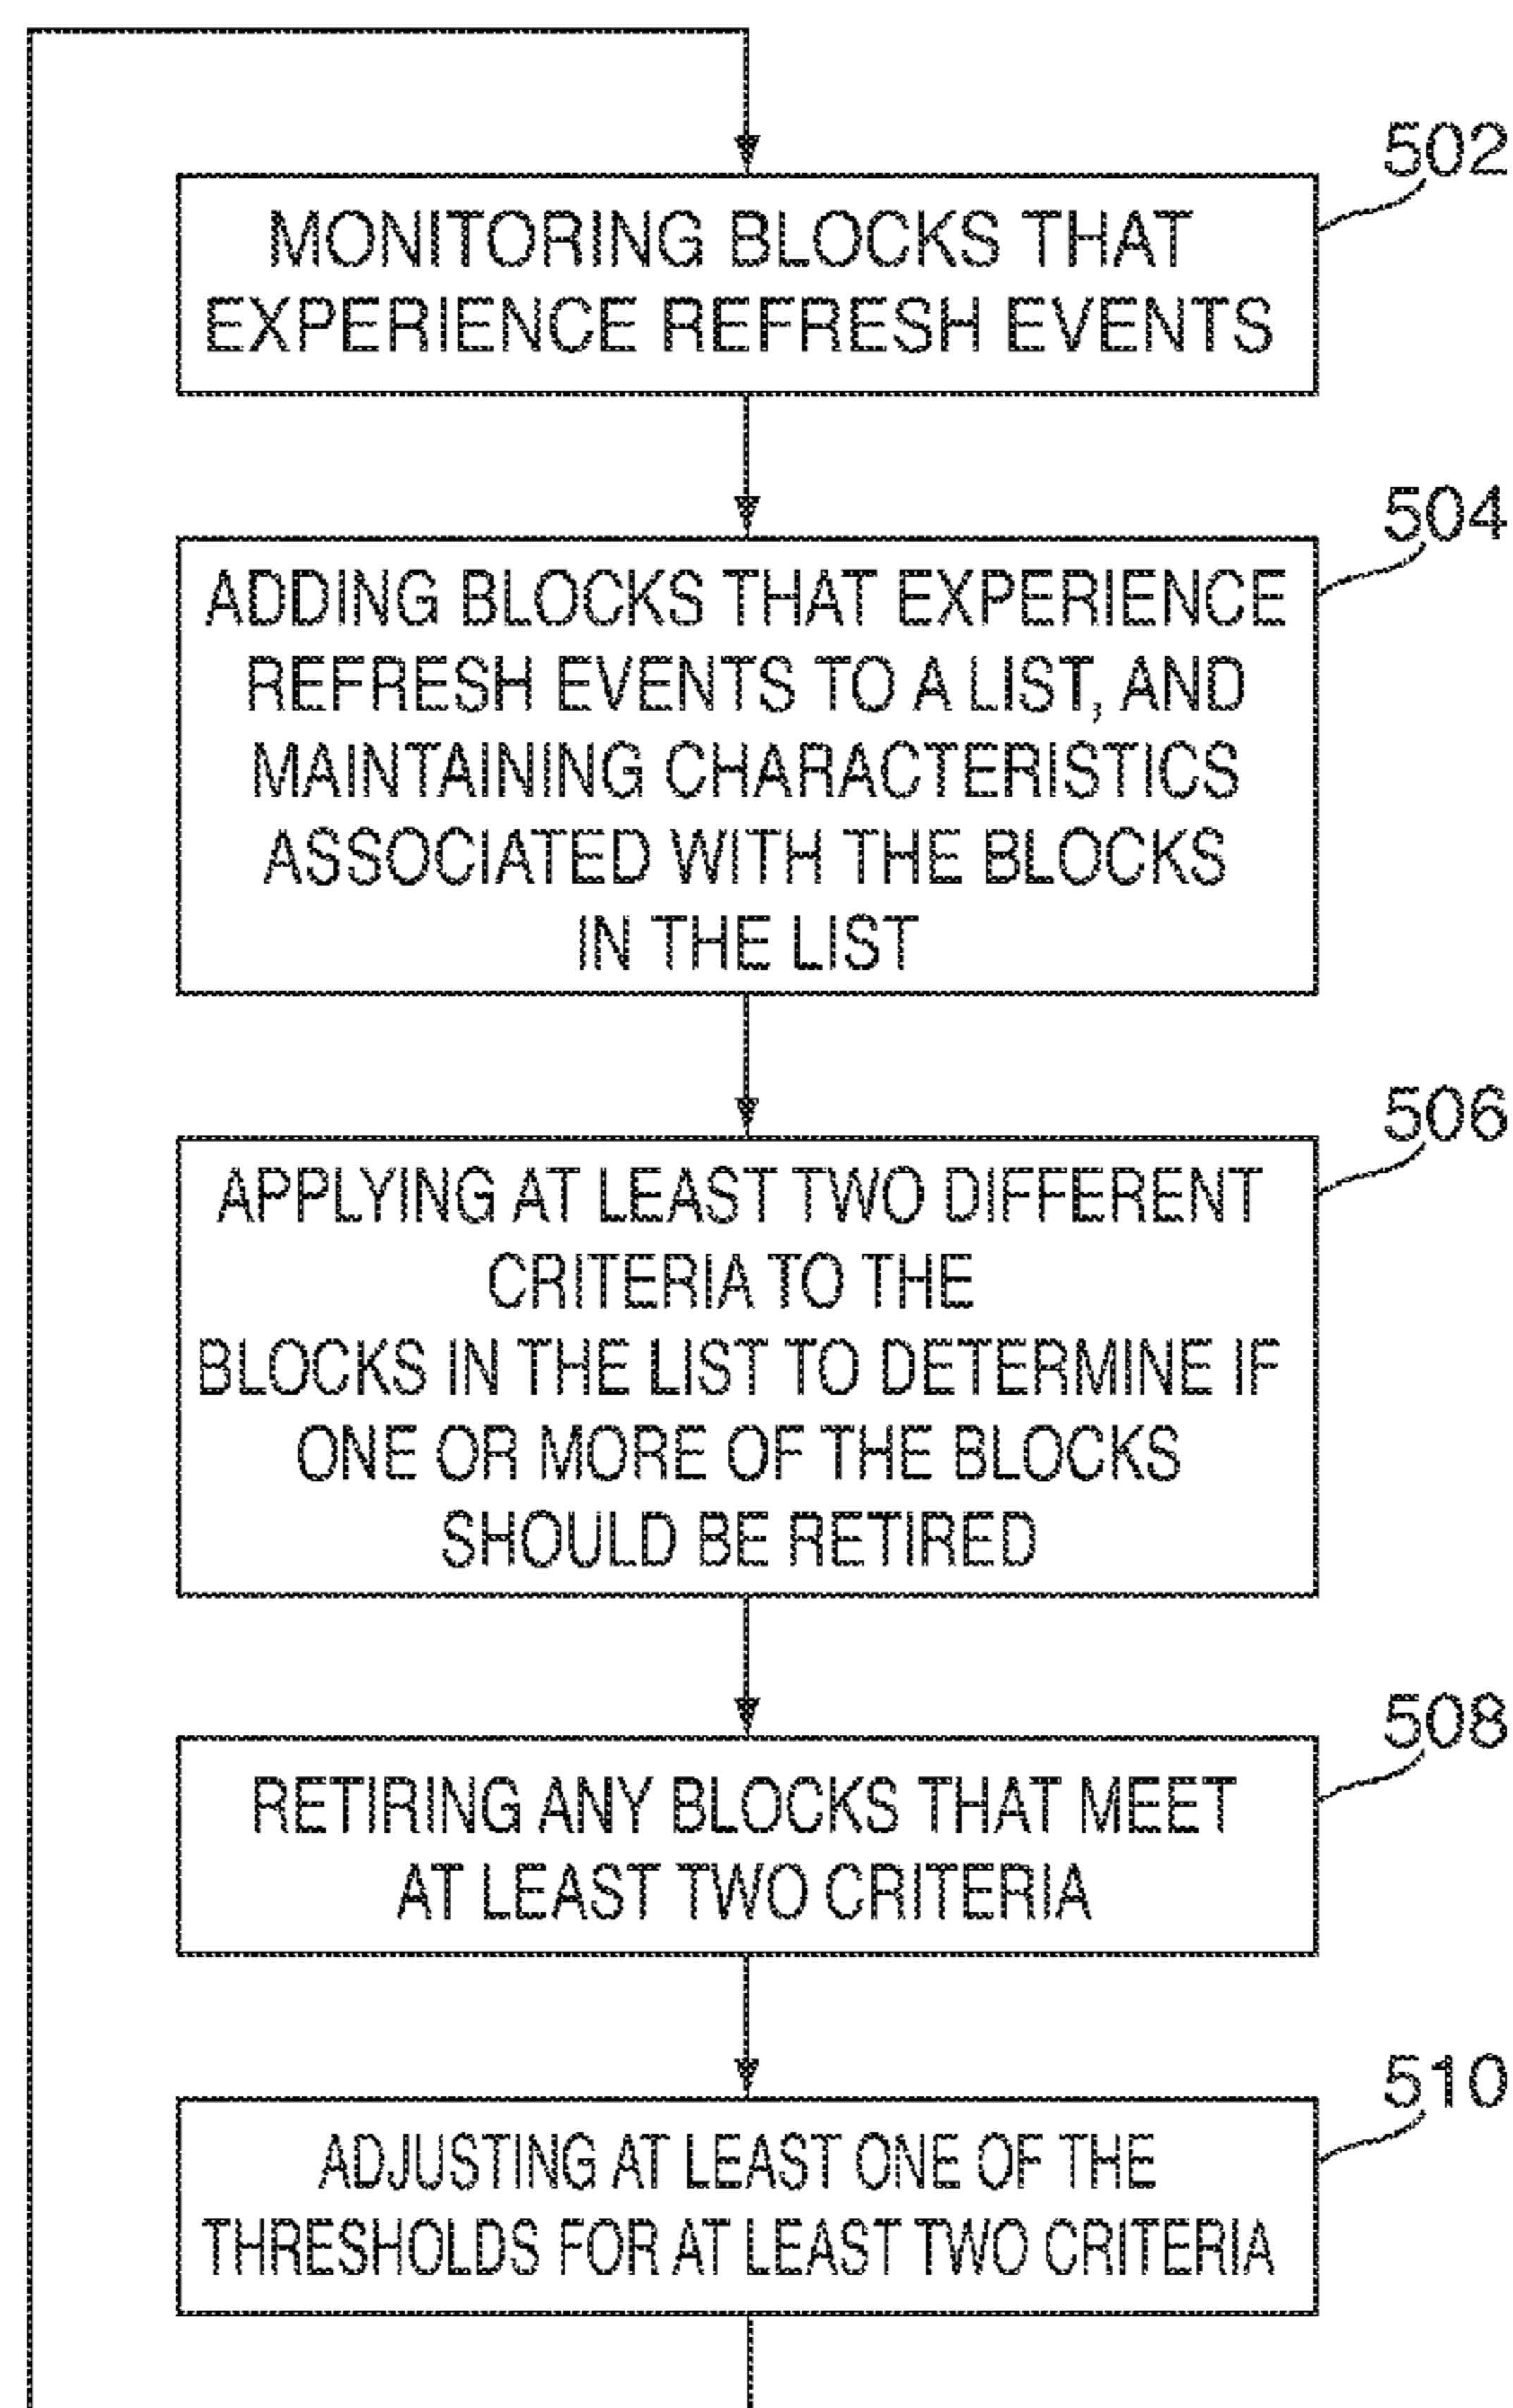 502
MONITORING BLOCKS THAT
EXPERIENCE REFRESH EVENTS
504
ADDING BLOCKS THAT EXPERIENCE
REFRESH EVENTS TO A LIST, AND
MAINTAINING CHARACTERISTICS
ASSOCIATED WITH THE BLOCKS
IN THE LIST
506
APPLYING AT LEAST TWO DIFFERENT
CRITERIA TO THE
BLOCKS IN THE LIST TO DETERMINE IF
ONE OR MORE OF THE BLOCKS
SHOULD BE RETIRED
508
RETIRING ANY BLOCKS THAT MEET
AT LEAST TWO CRITERIA
510
ADJUSTING AT LEAST ONE OF THE
THRESHOLDS FOR AT LEAST TWO CRITERIA